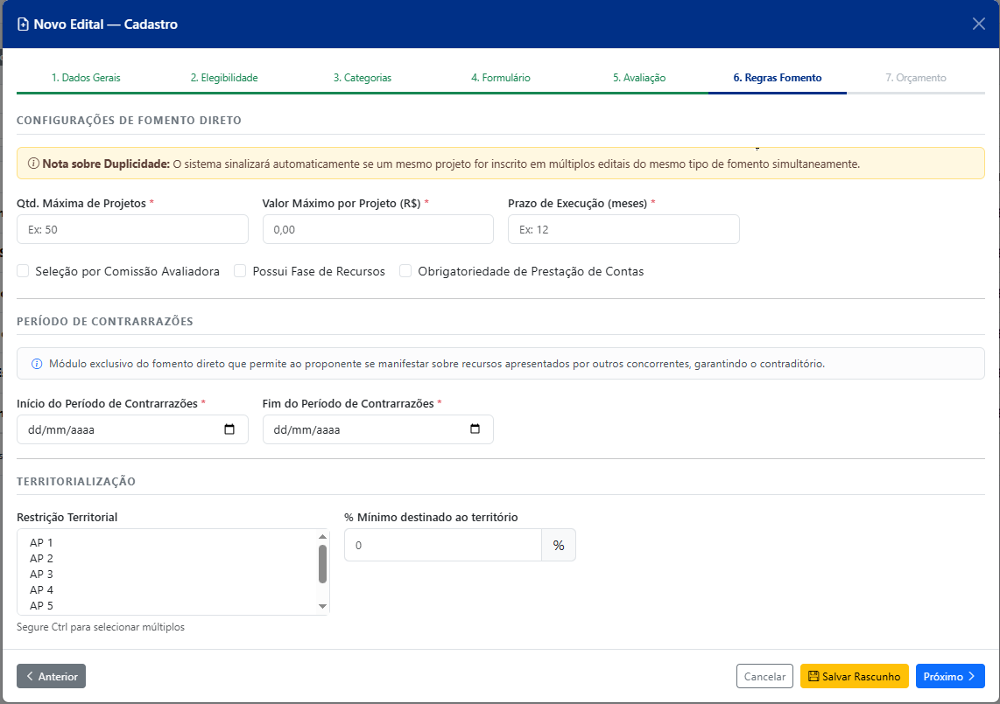 Novo Edital — Cadastro
1. Dados Gerais
2. Elegibilidade
3. Categorias
4. Formulário
5. Avaliação
6. Regras Fomento
7. Orçamento
CONFIGURAÇÕES DE FOMENTO DIRETO
Nota sobre Duplicidade: O sistema sinalizará automaticamente se um mesmo projeto for inscrito em múltiplos editais do mesmo tipo de fomento simultaneamente.
Qtd. Máxima de Projetos *
Valor Máximo por Projeto (R$) *
Prazo de Execução (meses) *
Ex: 50
0,00
Ex: 12
Seleção por Comissão Avaliadora
Possui Fase de Recursos
Obrigatoriedade de Prestação de Contas
PERÍODO DE CONTRARRAZÕES
Módulo exclusivo do fomento direto que permite ao proponente se manifestar sobre recursos apresentados por outros concorrentes, garantindo o contraditório.
Início do Período de Contrarrazões *
Fim do Período de Contrarrazões *
dd/mm/aaaa
dd/mm/aaaa
TERRITORIALIZAÇÃO
Restrição Territorial
% Mínimo destinado ao território
AP 1
AP 2
AP 3
AP 4
AP 5
0
%
Segure Ctrl para selecionar múltiplos
Anterior
Cancelar
Salvar Rascunho
Próximo